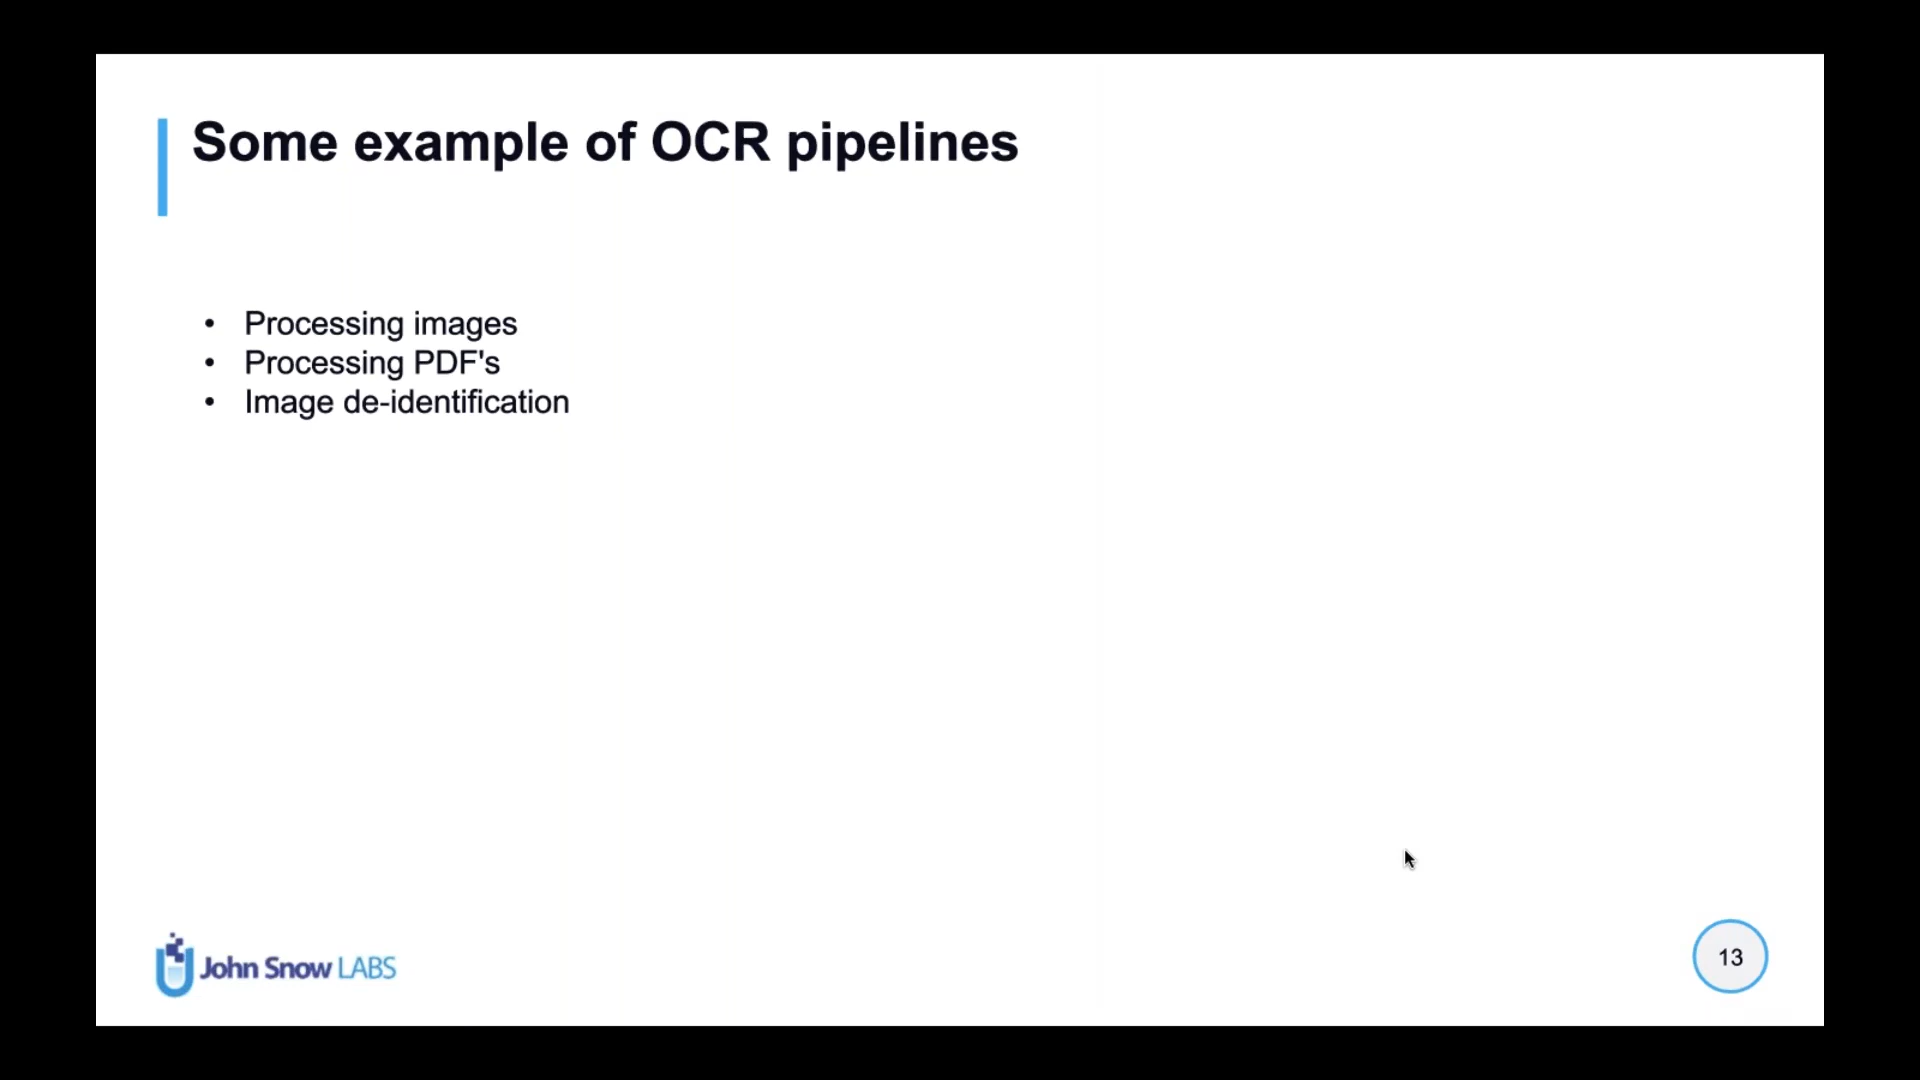 Some example of OCR pipelines
• Processing images
• Processing PDF's
• Image de-identification
John Snow LABS
13